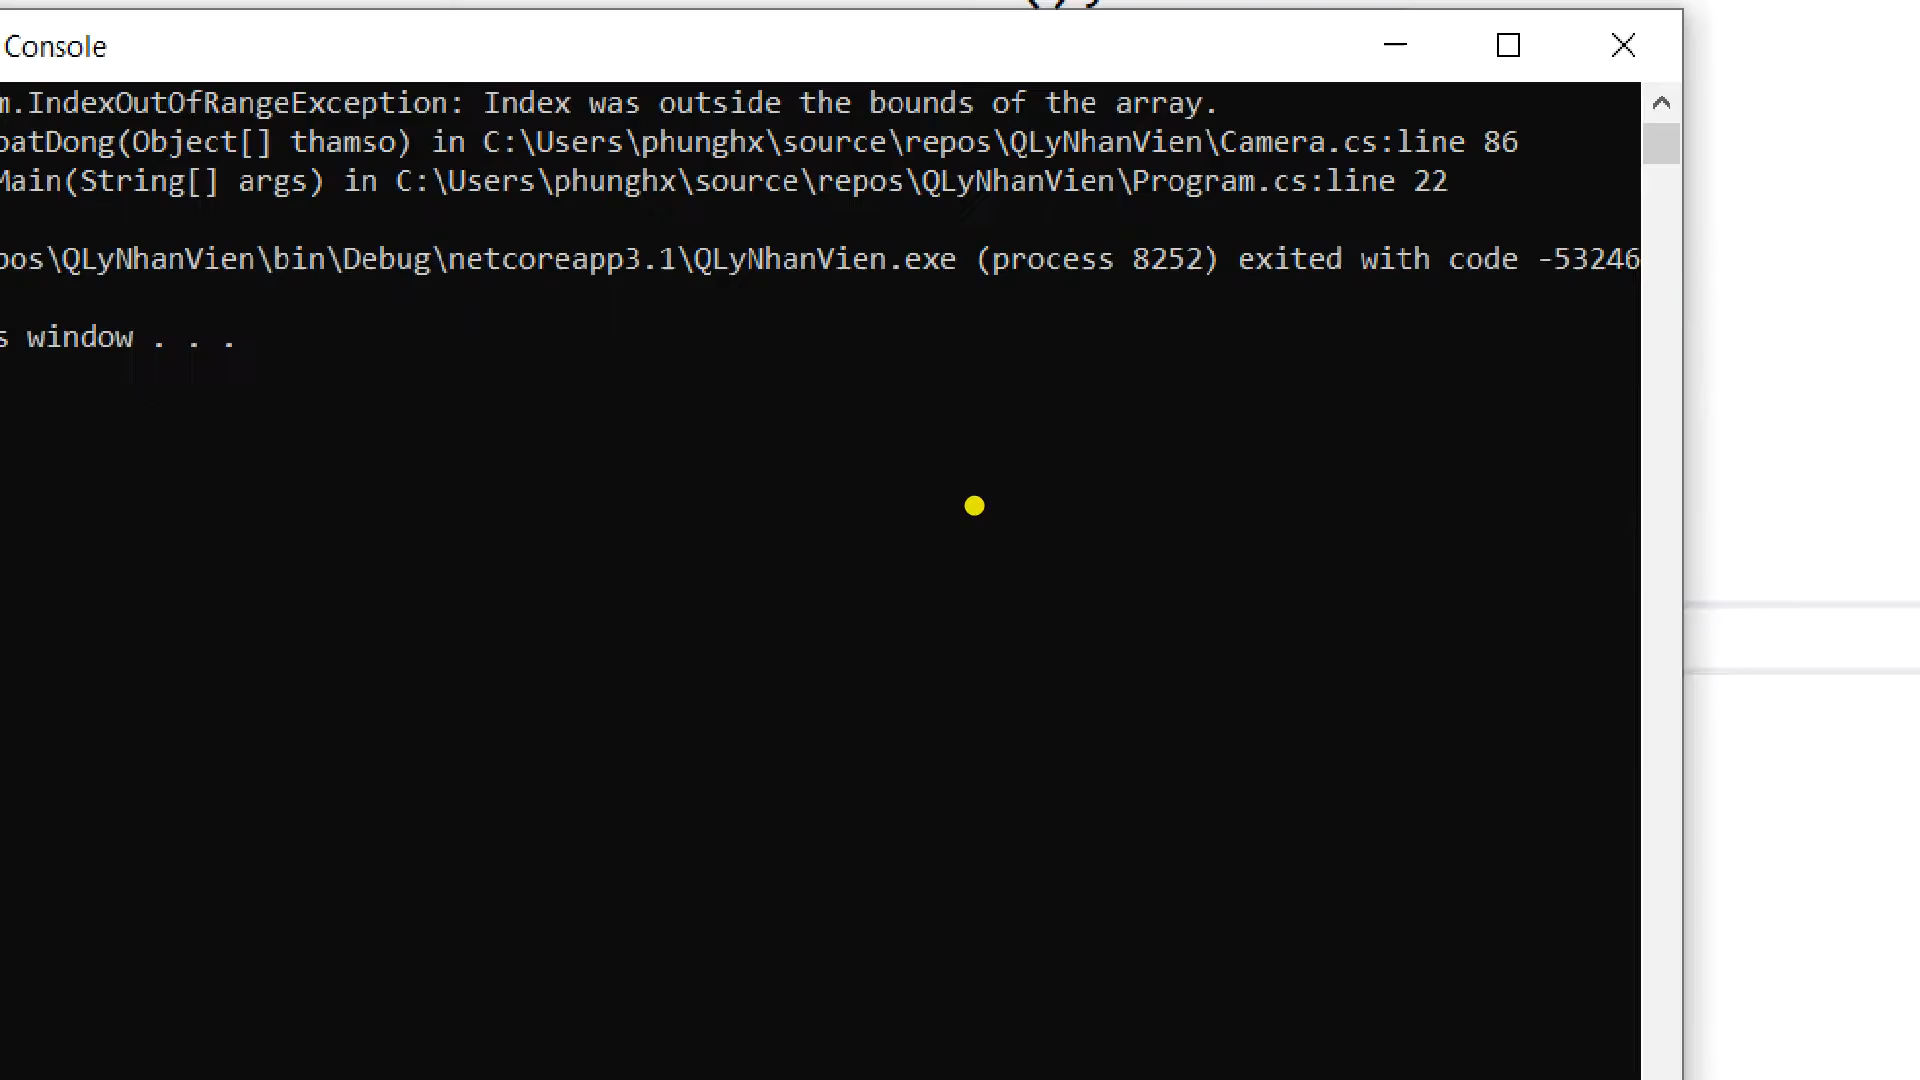 Console
m.IndexOutOfRangeException: Index was outside the bounds of the array.
oatDong(Object[] thamso) in C:\Users\phunghx\source\repos\QLyNhanVien\Camera.cs:line 86
Main(String[] args) in C:\Users\phunghx\source\repos\QLyNhanVien\Program.cs:line 22
pos\QLyNhanVien\bin\Debug\netcoreapp3.1\QLyNhanVien.exe (process 8252) exited with code -53246
s window . . .